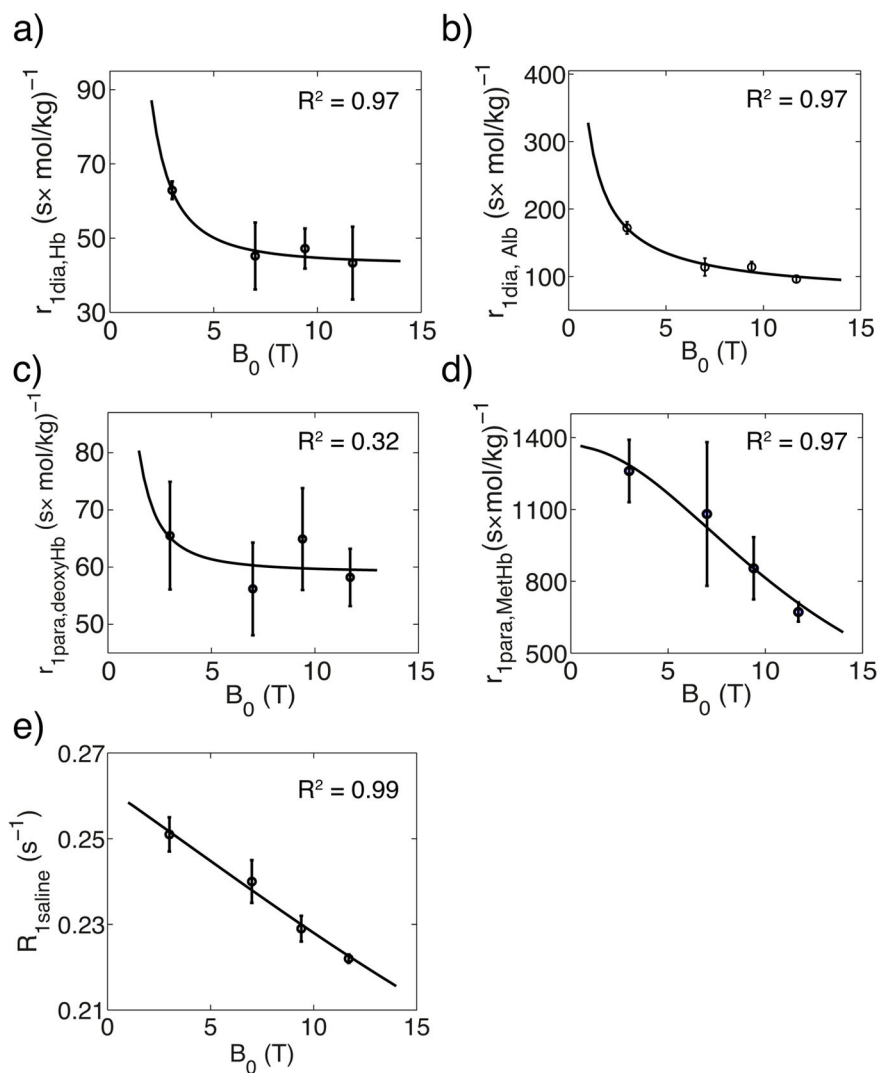 a)
r1dia,Hb (s× mol/kg)−1
90
70
50
30
R2 = 0.97
0
5
10
15
B0 (T)
b)
r1dia, Alb (s× mol/kg)−1
400
300
200
100
R2 = 0.97
0
5
10
15
B0 (T)
c)
r1para,deoxyHb (s× mol/kg)−1
80
70
60
50
R2 = 0.32
0
5
10
15
B0 (T)
d)
r1para,MetHb(s×mol/kg)−1
1400
1100
800
500
R2 = 0.97
0
5
10
15
B0 (T)
e)
R1saline (s−1)
0.27
0.25
0.23
0.21
R2 = 0.99
0
5
10
15
B0 (T)